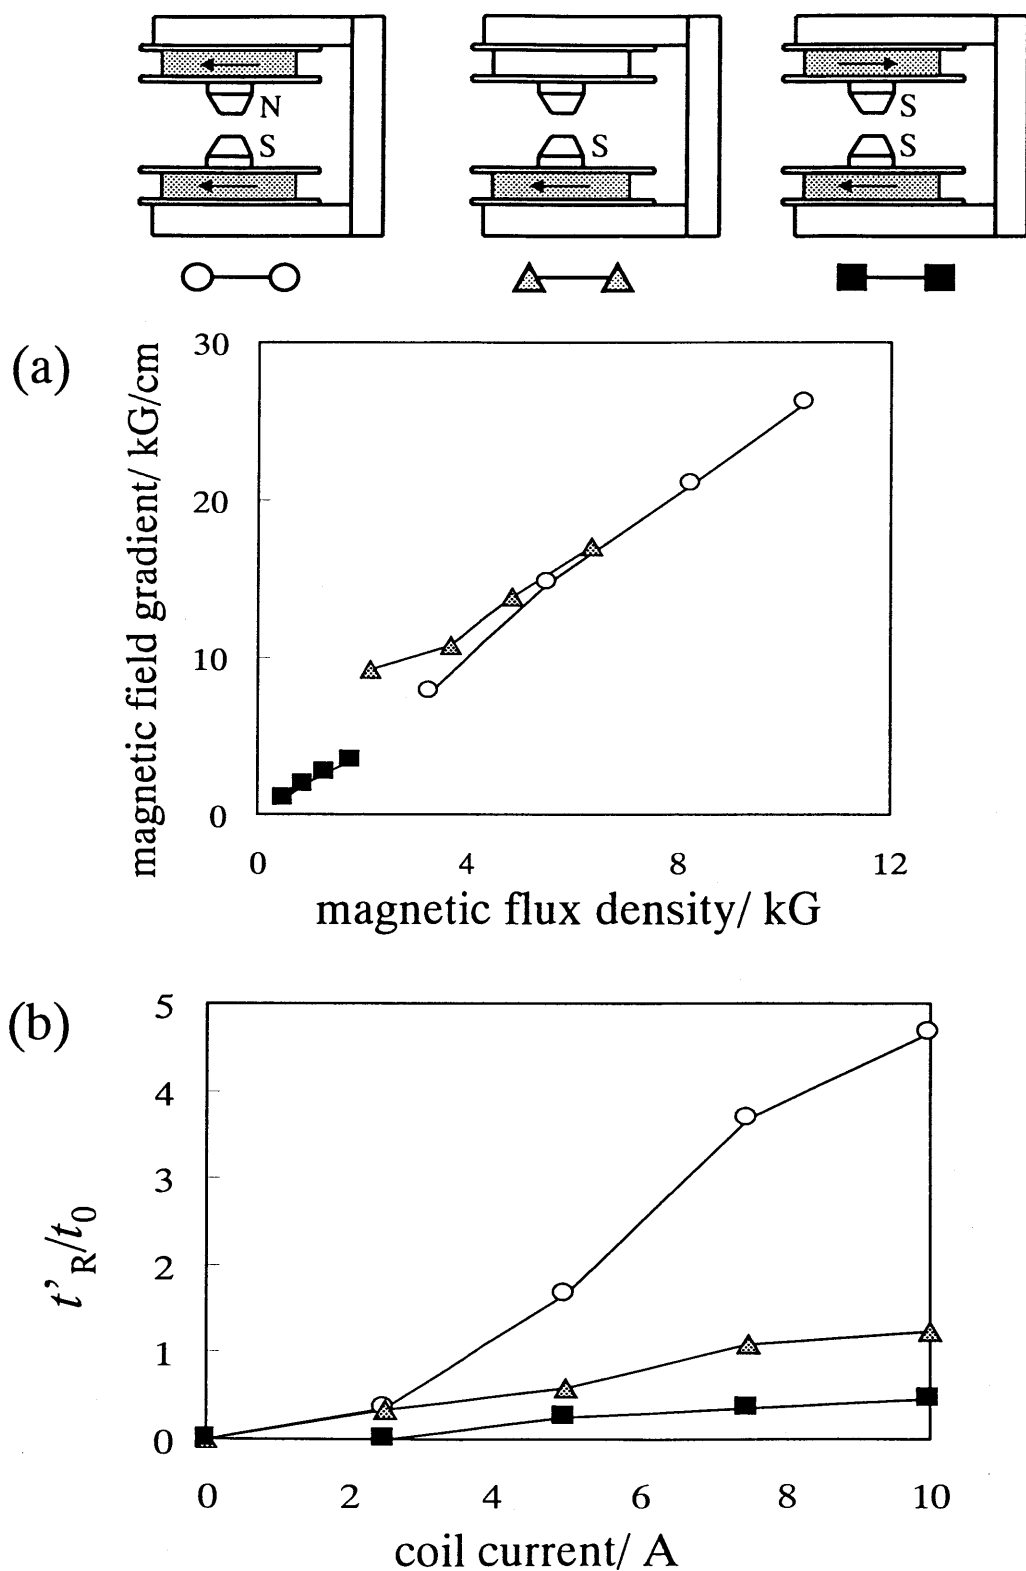 N
S
S
S
S
(a)
magnetic field gradient/ kG/cm
30
20
10
0
0 4 8 12
magnetic flux density/ kG
(b)
t'R/t0
5
4
3
2
1
0
0 2 4 6 8 10
coil current/ A